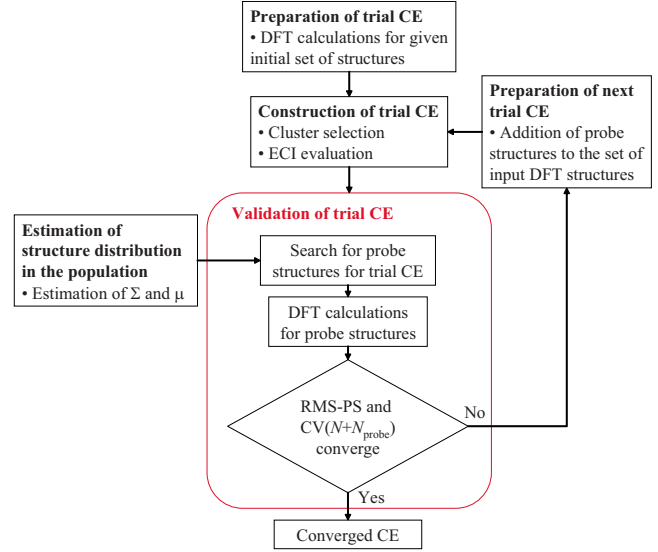 Preparation of trial CE
• DFT calculations for given
initial set of structures
Construction of trial CE
• Cluster selection
• ECI evaluation
Preparation of next
trial CE
• Addition of probe
structures to the set of
input DFT structures
Validation of trial CE
Estimation of
structure distribution
in the population
• Estimation of Σ and μ
Search for probe
structures for trial CE
DFT calculations
for probe structures
RMS-PS and
CV(N+Nprobe)
converge
No
Yes
Converged CE